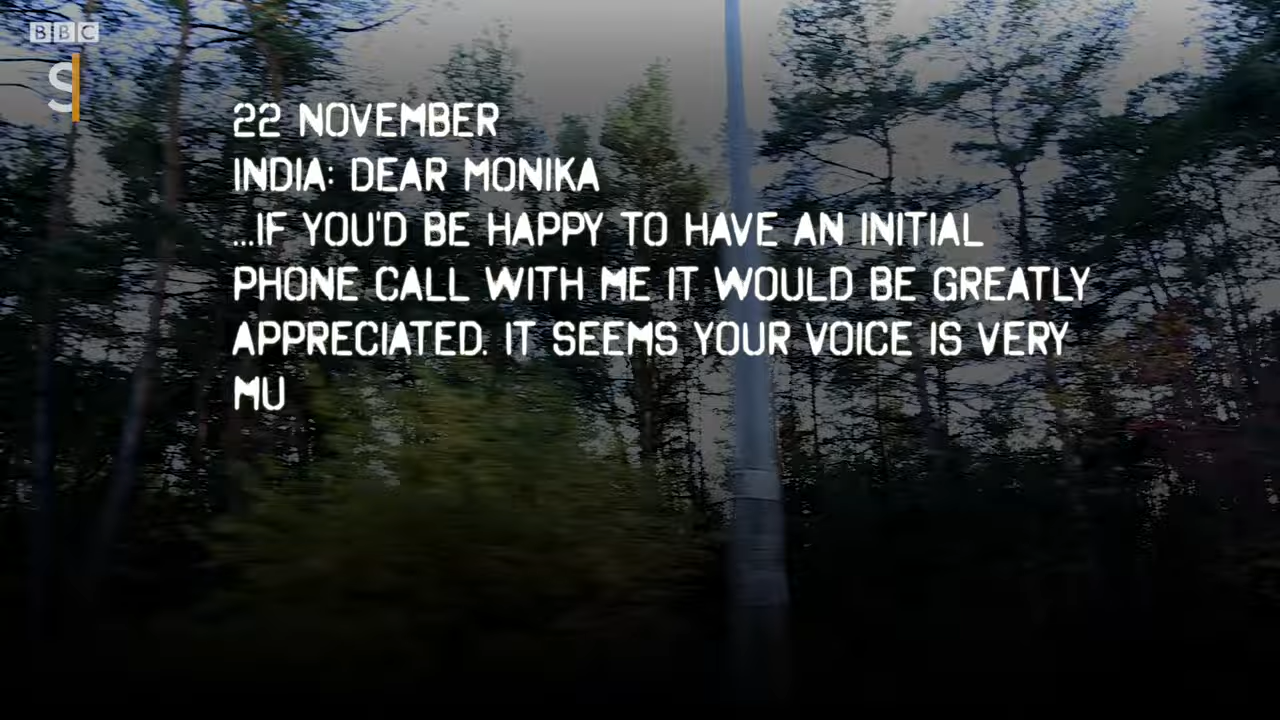 BBC
S
22 NOVEMBER
INDIA: DEAR MONIKA
...IF YOU'D BE HAPPY TO HAVE AN INITIAL
PHONE CALL WITH ME IT WOULD BE GREATLY
APPRECIATED. IT SEEMS YOUR VOICE IS VERY
MU